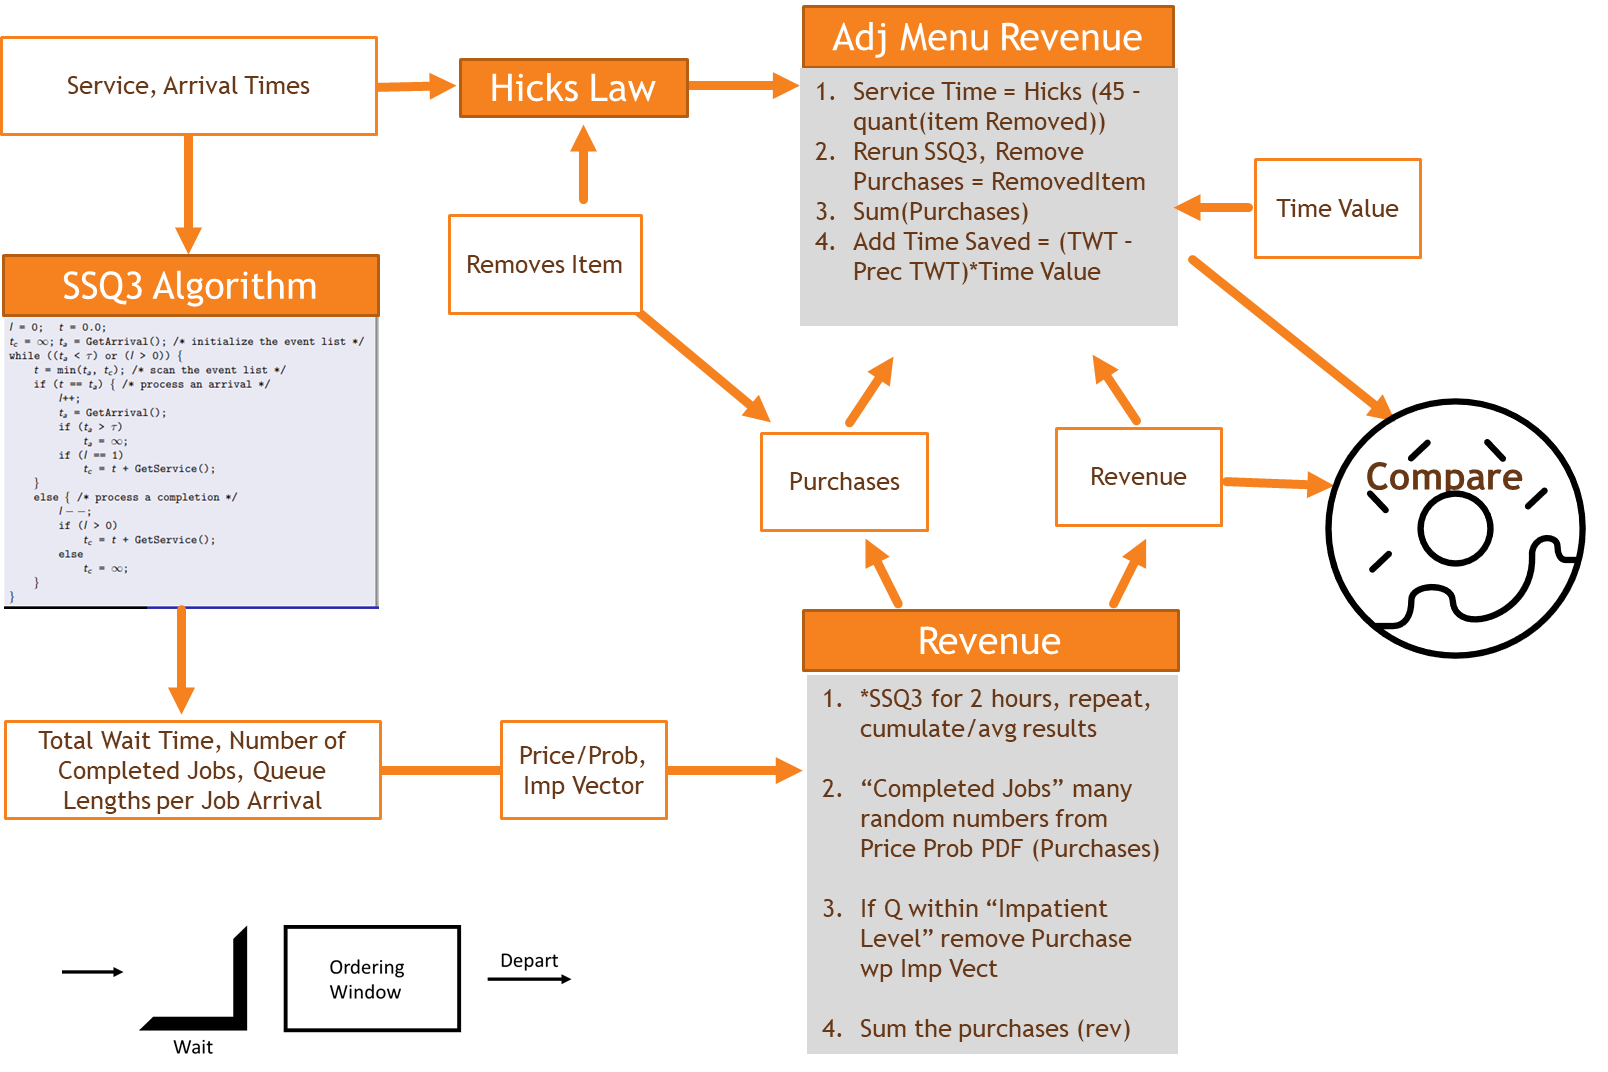 Service, Arrival Times
Hicks Law
Adj Menu Revenue
1. Service Time = Hicks (45 –
quant(item Removed))
2. Rerun SSQ3, Remove
Purchases = RemovedItem
3. Sum(Purchases)
4. Add Time Saved = (TWT –
Prec TWT)*Time Value
Time Value
Removes Item
SSQ3 Algorithm
l = 0; t = 0.0;
t_c = ∞; t_a = GetArrival(); /* initialize the event list */
while ((t_a < τ) or (l > 0)) {
t = min(t_a, t_c); /* scan the event list */
if (t == t_a) { /* process an arrival */
l++;
t_a = GetArrival();
if (t_a > τ)
t_a = ∞;
if (l == 1)
t_c = t + GetService();
}
else { /* process a completion */
l−−;
if (l > 0)
t_c = t + GetService();
else
t_c = ∞;
}
}
Purchases
Revenue
Compare
Revenue
1. *SSQ3 for 2 hours, repeat,
cumulate/avg results
2. “Completed Jobs” many
random numbers from
Price Prob PDF (Purchases)
3. If Q within “Impatient
Level” remove Purchase
wp Imp Vect
4. Sum the purchases (rev)
Total Wait Time, Number of
Completed Jobs, Queue
Lengths per Job Arrival
Price/Prob,
Imp Vector
Wait
Ordering
Window
Depart